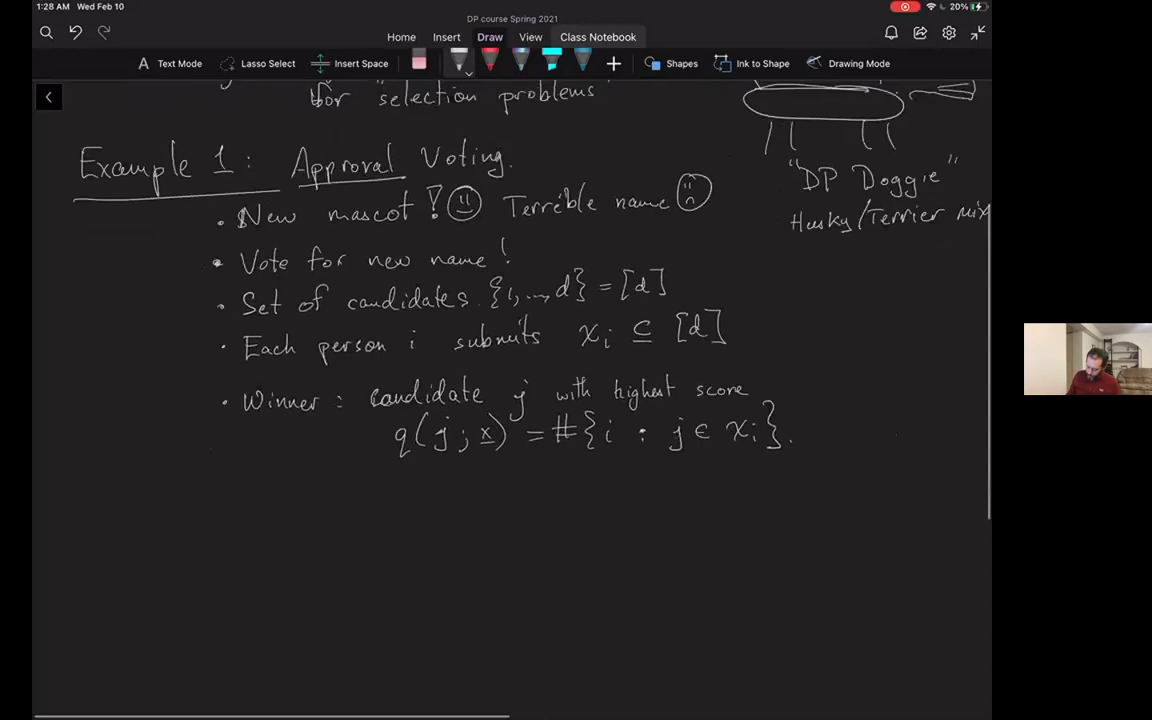 1:28 AM Wed Feb 10
20%
DP course Spring 2021
Home Insert Draw View Class Notebook
Text Mode Lasso Select Insert Space Shapes Ink to Shape Drawing Mode
for "selection problems"
Example 1: Approval Voting.
• New mascot! Terrible name
"DP Doggie"
Husky/Terrier mix
• Vote for new name!
• Set of candidates {1,...,d} = [d]
• Each person i submits xᵢ ⊆ [d]
• Winner: candidate j with highest score
q(j; x) = #{i : j ∈ xᵢ}.